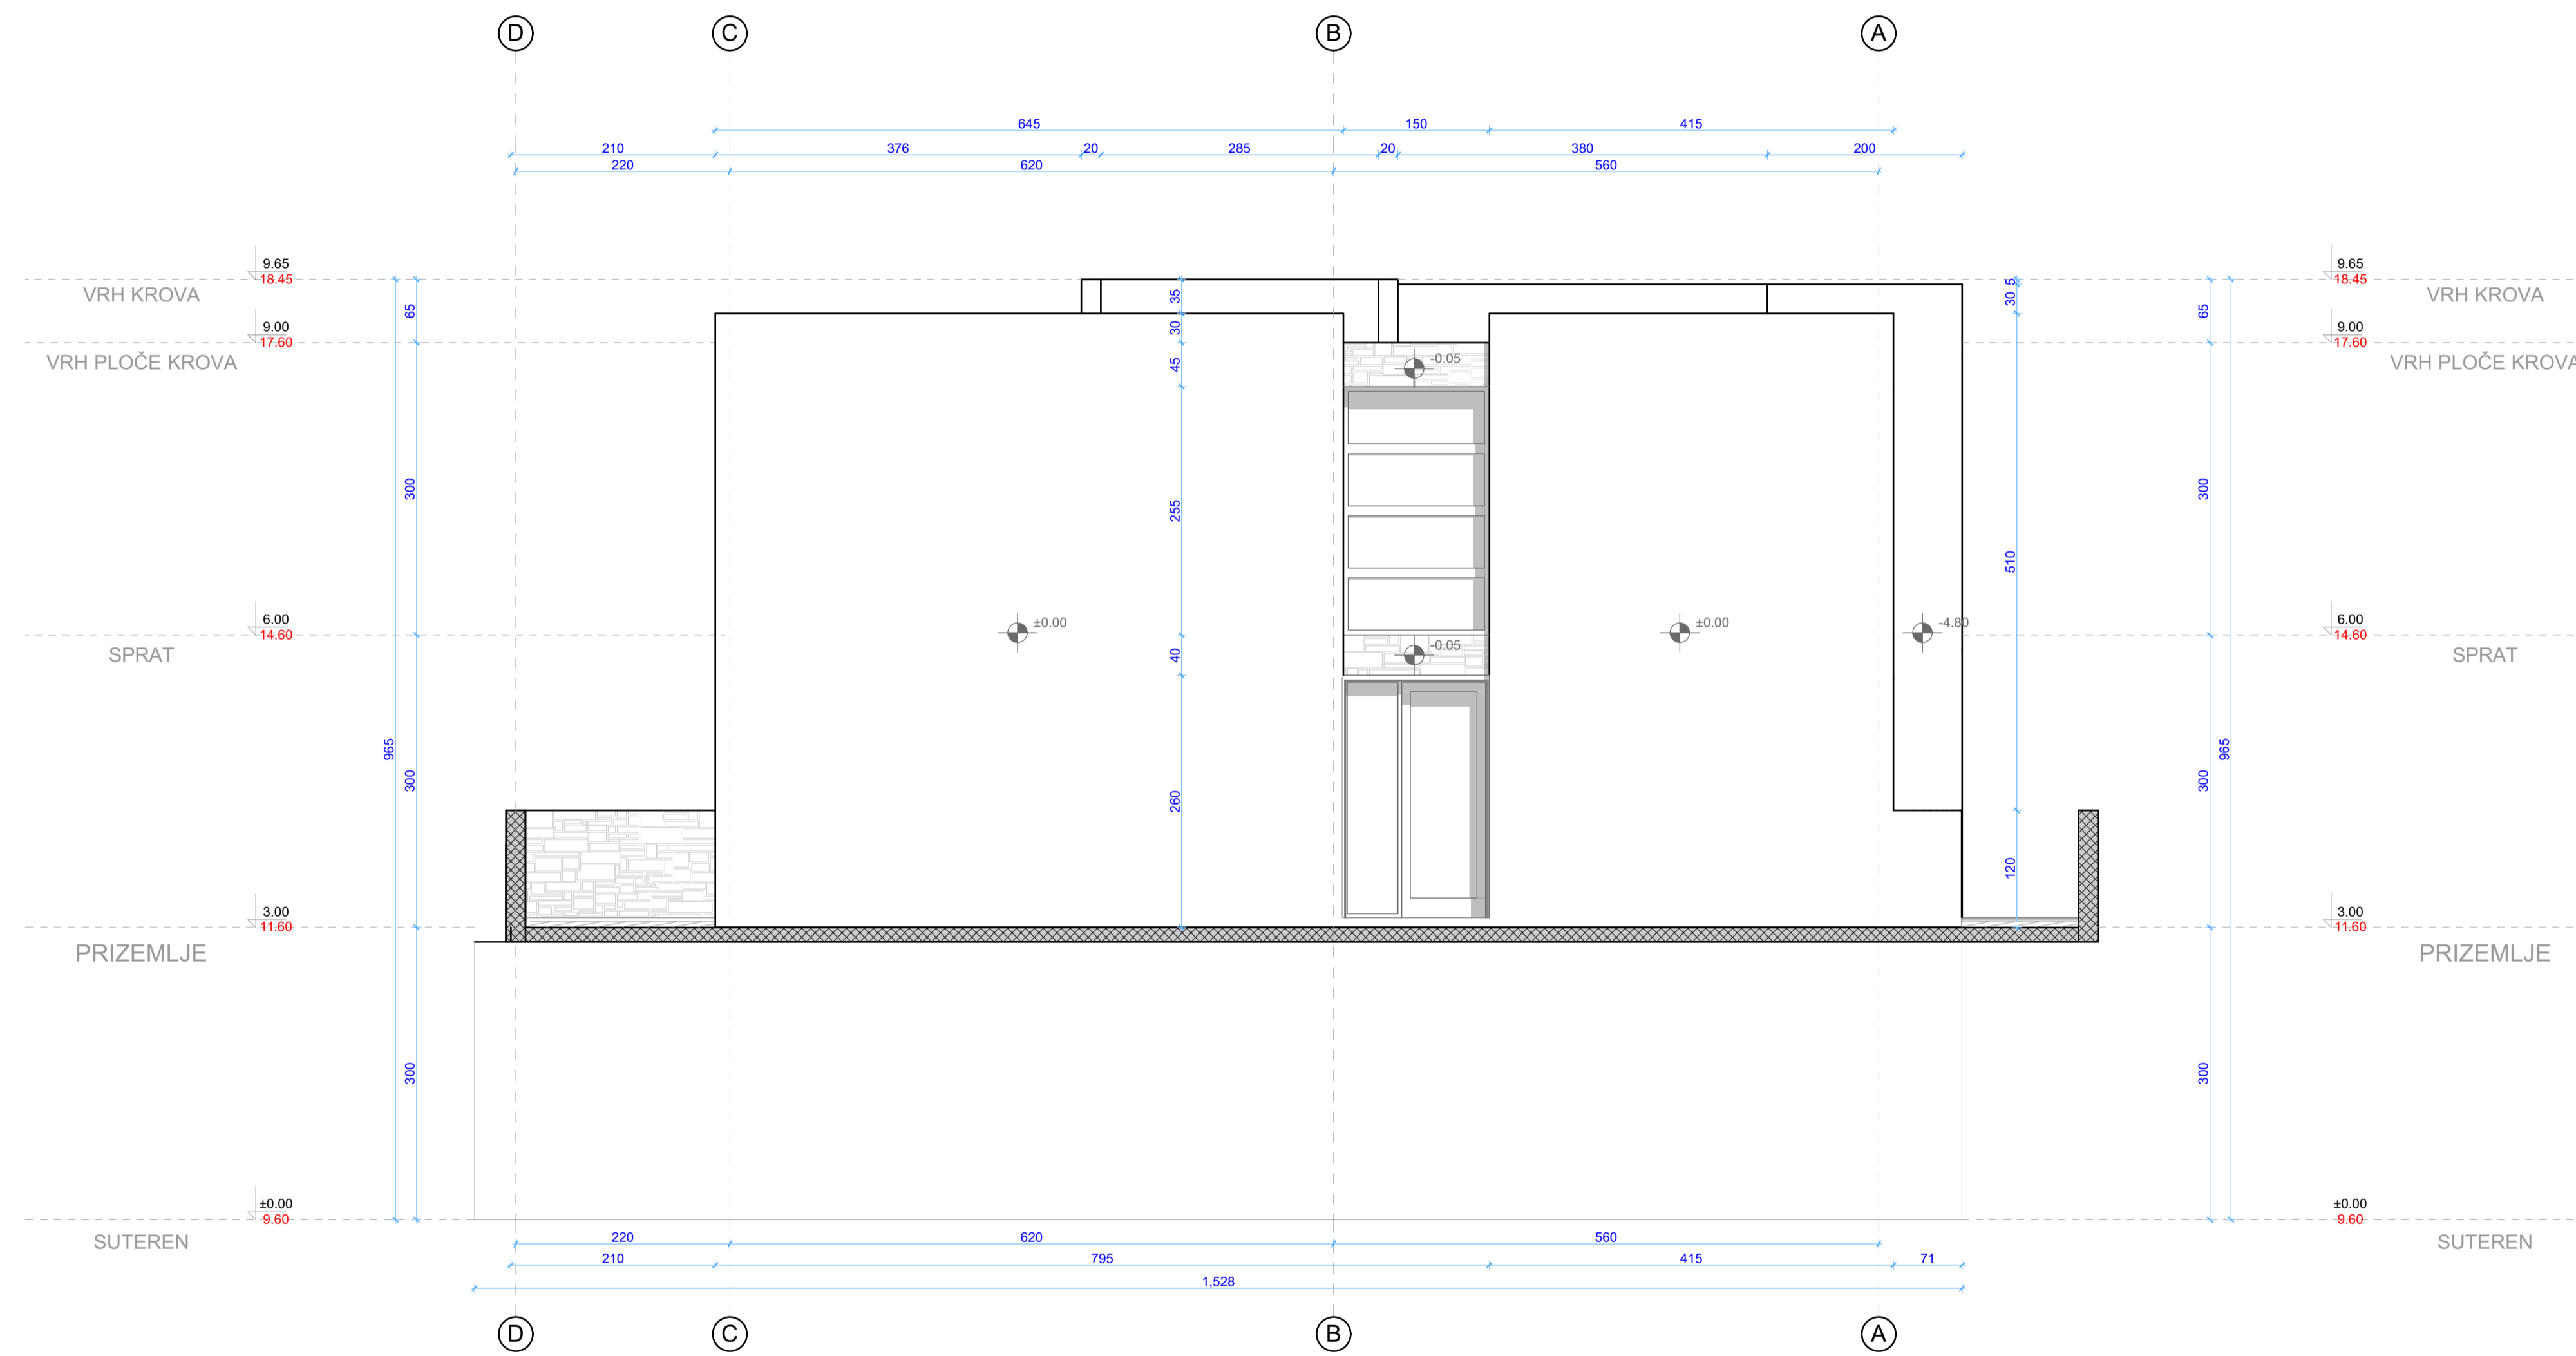 D C B A
645 150 415
210 376 20 285 20 380 200
220 620 560
9.65
18.45
VRH KROVA
9.00
17.60
VRH PLOČE KROVA
6.00
14.60
SPRAT
3.00
11.60
PRIZEMLJE
±0.00
9.60
SUTEREN
965
65
300
300
300
35
30
45
255
40
260
-0.05
±0.00
±0.00
-4.80
-0.05
5
30
510
120
65
300
300
300
965
9.65
18.45
VRH KROVA
9.00
17.60
VRH PLOČE KROVA
6.00
14.60
SPRAT
3.00
11.60
PRIZEMLJE
±0.00
9.60
SUTEREN
220 620 560
210 795 415 71
1,528
D C B A